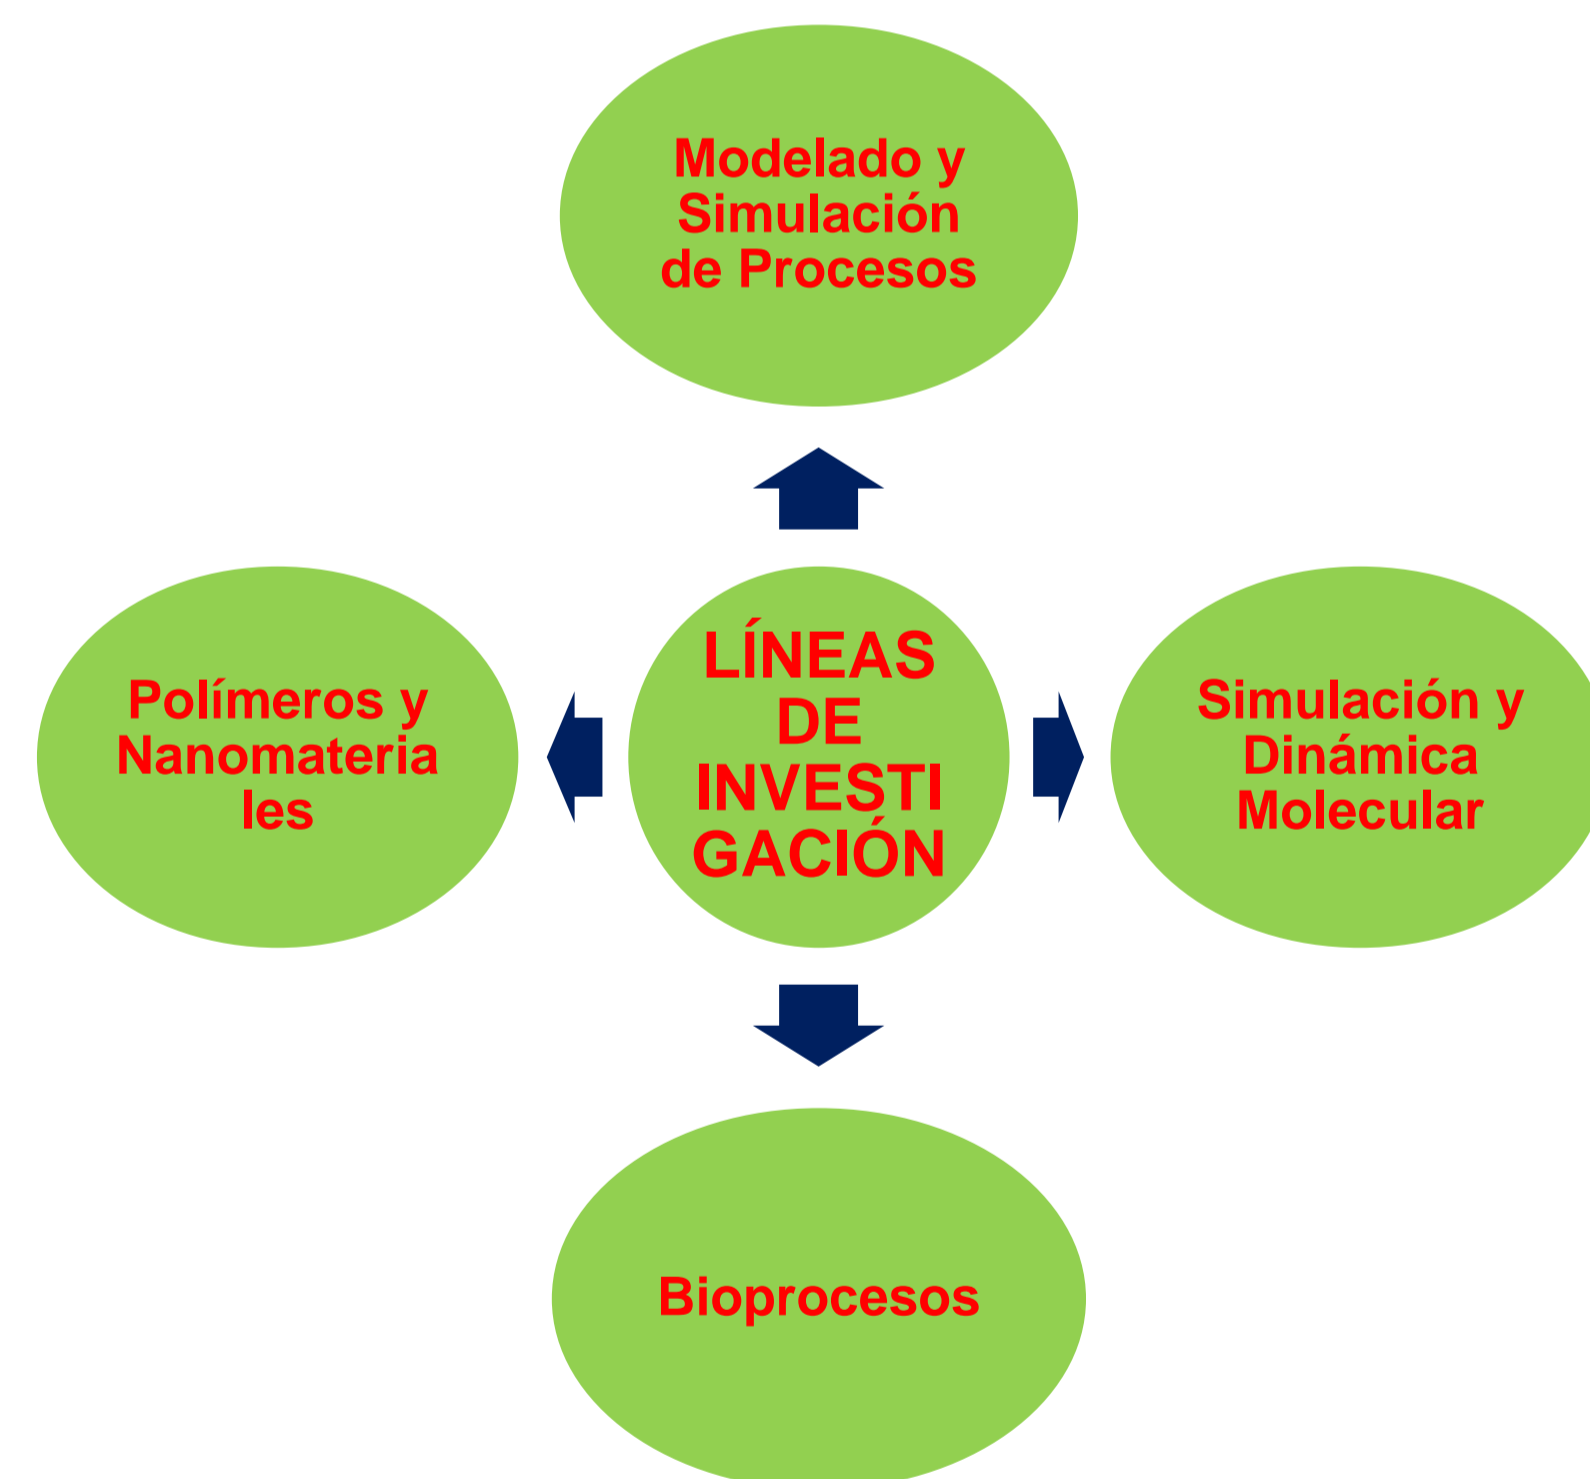 Modelado y
Simulación
de Procesos
LÍNEAS
DE
INVESTI
GACIÓN
Polímeros y
Nanomateria
les
Simulación y
Dinámica
Molecular
Bioprocesos